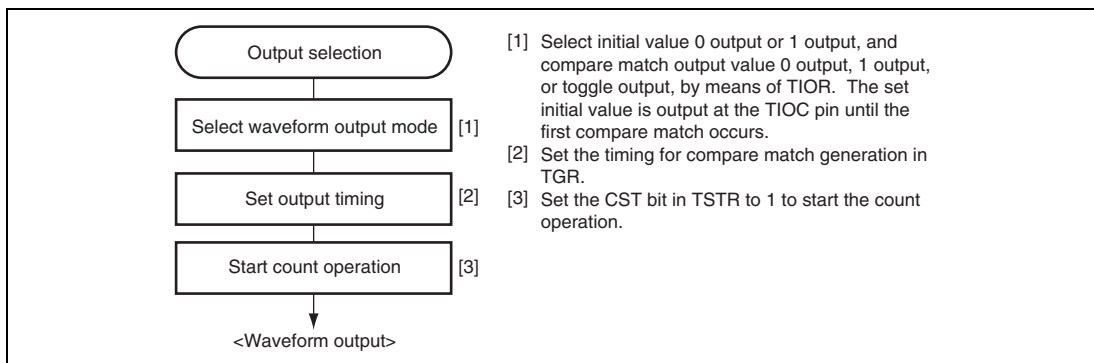 Output selection
Select waveform output mode [1]
Set output timing [2]
Start count operation [3]
<Waveform output>
[1] Select initial value 0 output or 1 output, and
compare match output value 0 output, 1 output,
or toggle output, by means of TIOR. The set
initial value is output at the TIOC pin until the
first compare match occurs.
[2] Set the timing for compare match generation in
TGR.
[3] Set the CST bit in TSTR to 1 to start the count
operation.